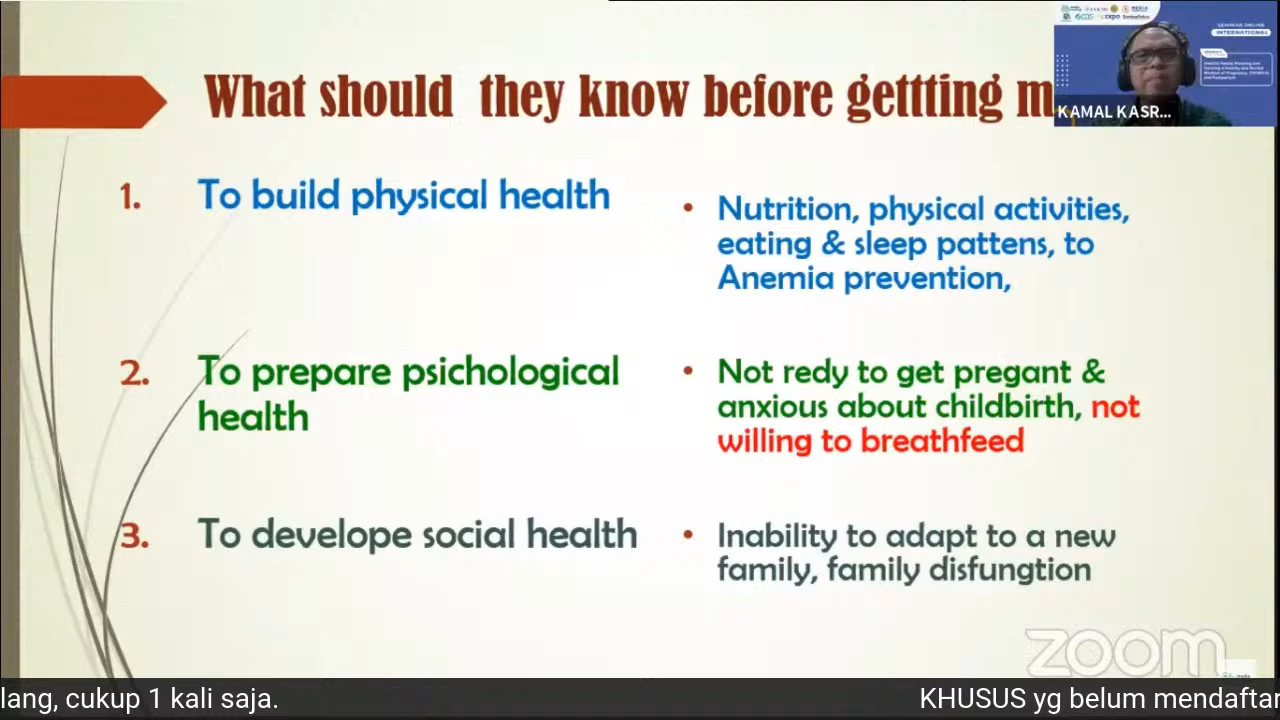 What should they know before gettting m
KAMAL KASR...
SEMINAR ONLINE
INTERNATIONAL
1. To build physical health
• Nutrition, physical activities,
eating & sleep pattens, to
Anemia prevention,
2. To prepare psichological
health
• Not redy to get pregant &
anxious about childbirth, not
willing to breathfeed
3. To develope social health
• Inability to adapt to a new
family, family disfungtion
zoom
lang, cukup 1 kali saja.
KHUSUS yg belum mendaftar